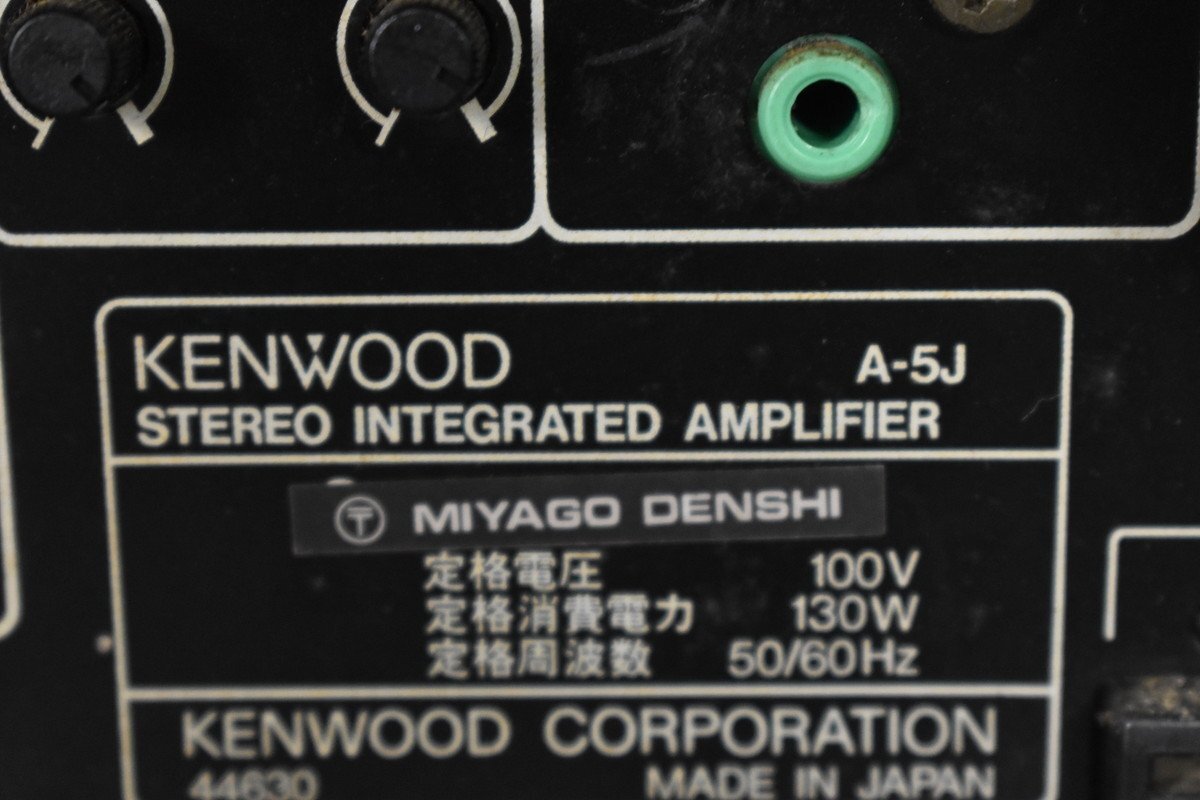 KENWOOD A-5J
STEREO INTEGRATED AMPLIFIER
〒 MIYAGO DENSHI
定格電圧 100V
定格消費電力 130W
定格周波数 50/60Hz
KENWOOD CORPORATION
44630 MADE IN JAPAN